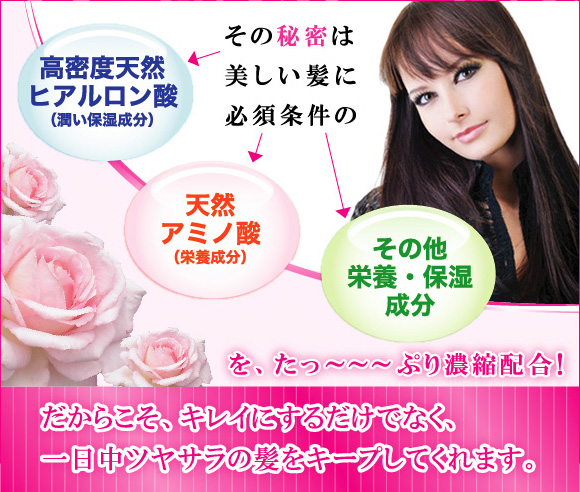 その秘密は
美しい髪に
必須条件の
高密度天然
ヒアルロン酸
(潤い保湿成分)
天然
アミノ酸
(栄養成分)
その他
栄養・保湿
成分
を、たっ～～～ぷり濃縮配合!
だからこそ、キレイにするだけでなく、
一日中ツヤサラの髪をキープしてくれます。